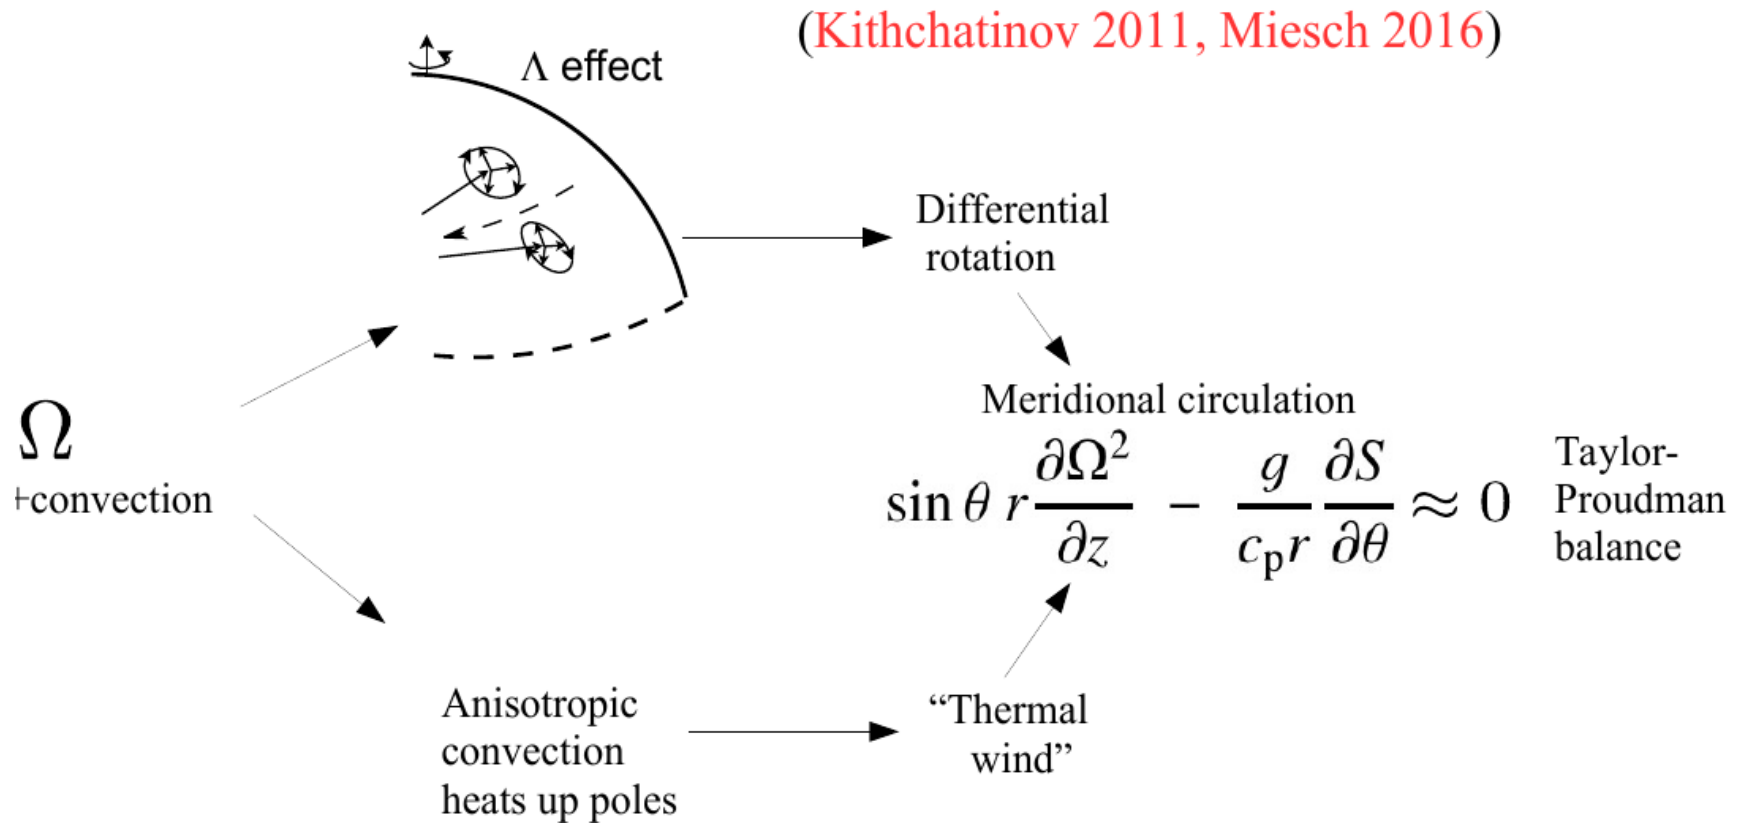 (Kithchatinov 2011, Miesch 2016)
Λ effect
Differential
rotation
Ω
+convection
Meridional circulation
sin θ r ∂Ω²/∂z − g/(cₚr) ∂S/∂θ ≈ 0
Taylor-
Proudman
balance
Anisotropic
convection
heats up poles
“Thermal
wind”